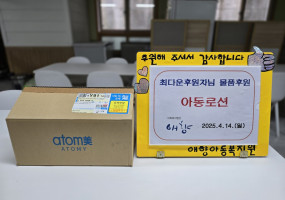 후원해 주셔서 감사합니다
최다운후원자님 물품후원
아동로션
2025.4.14.(월)
애향아동복지원
atom美
ATOMY